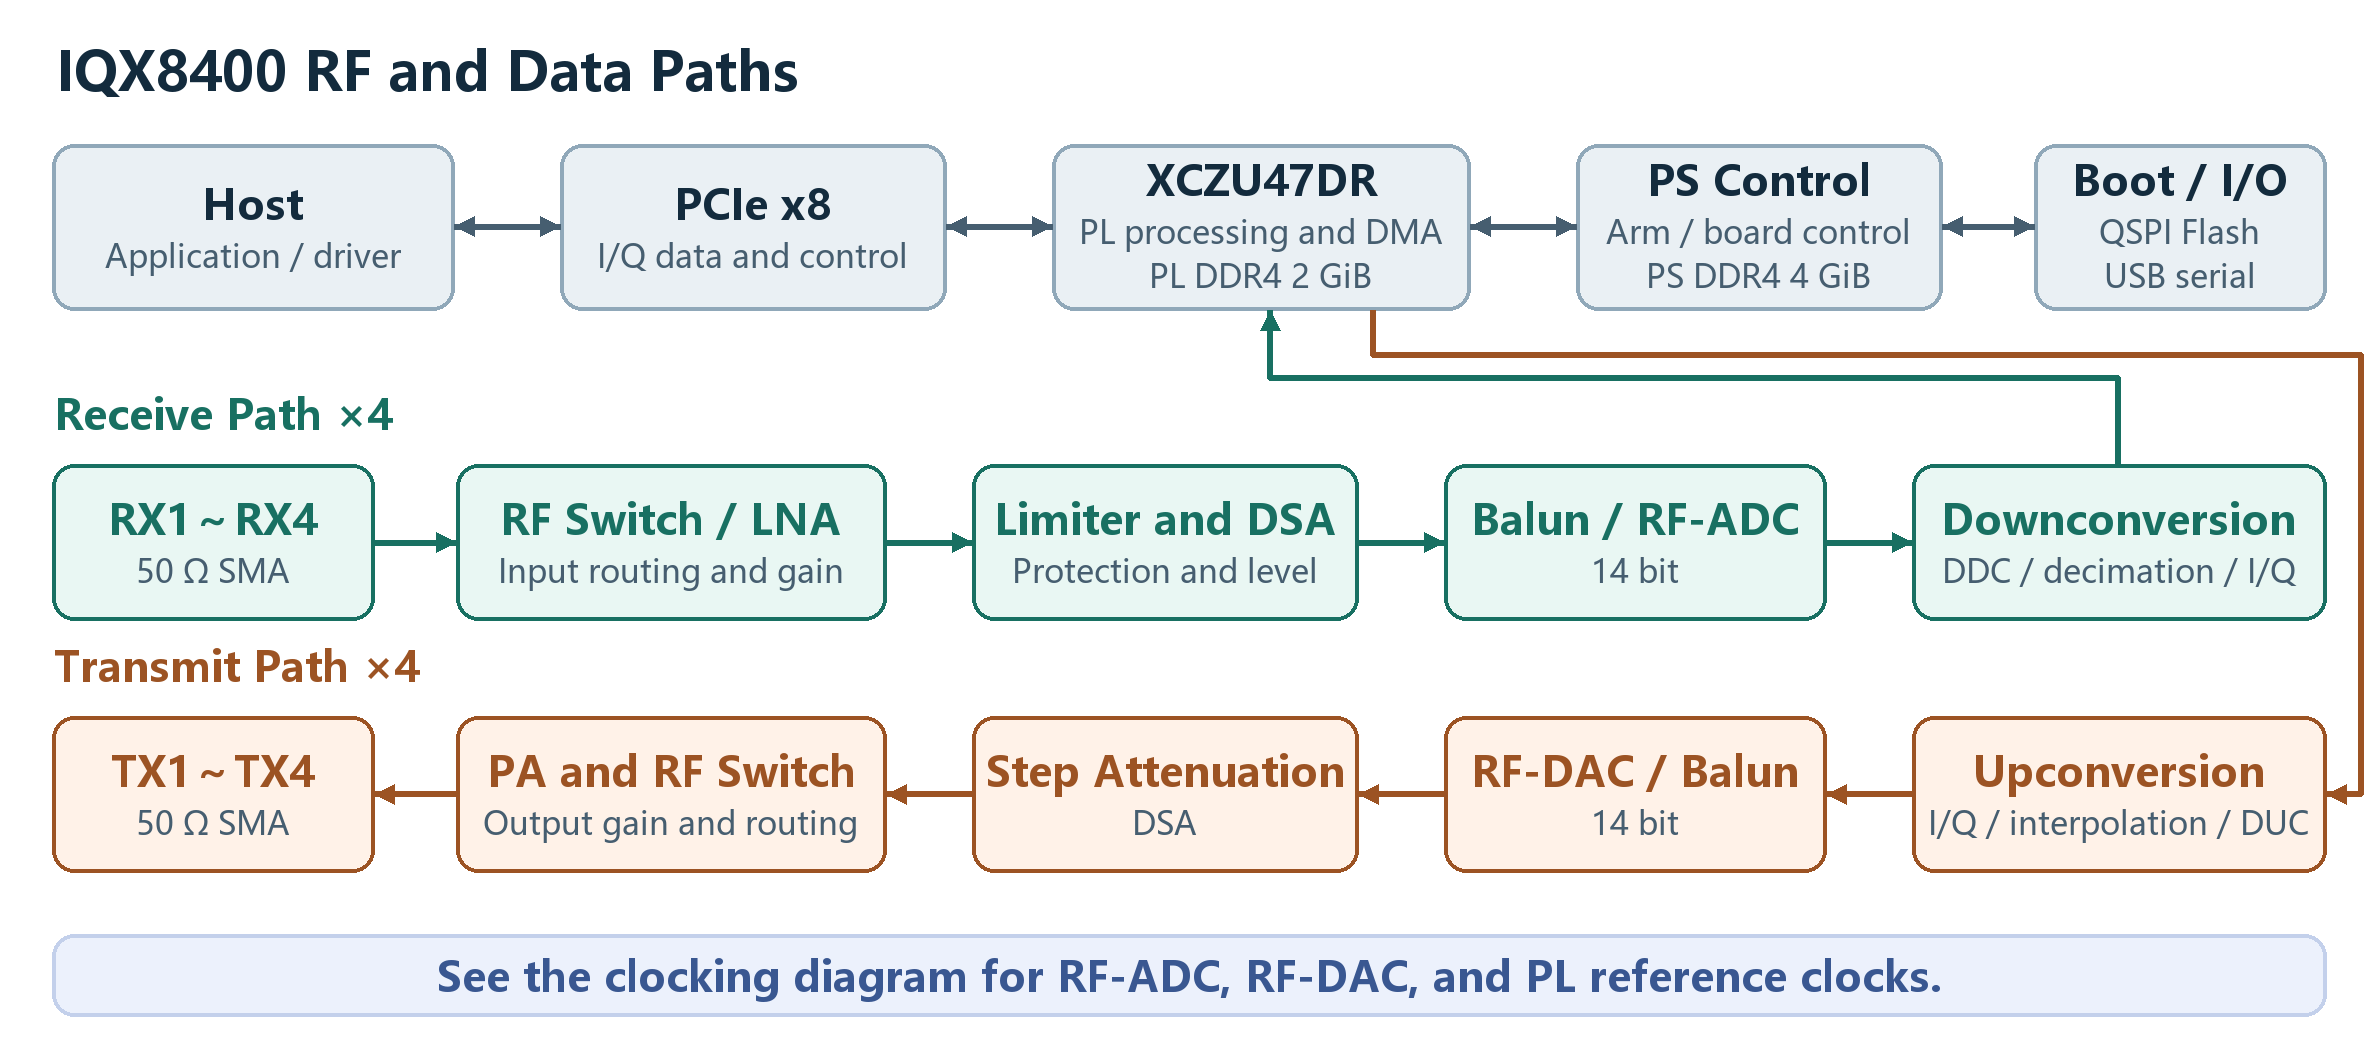 IQX8400 RF and Data Paths
Host
Application / driver
PCIe x8
I/Q data and control
XCZU47DR
PL processing and DMA
PL DDR4 2 GiB
PS Control
Arm / board control
PS DDR4 4 GiB
Boot / I/O
QSPI Flash
USB serial
Receive Path ×4
RX1 ~ RX4
50 Ω SMA
RF Switch / LNA
Input routing and gain
Limiter and DSA
Protection and level
Balun / RF-ADC
14 bit
Downconversion
DDC / decimation / I/Q
Transmit Path ×4
TX1 ~ TX4
50 Ω SMA
PA and RF Switch
Output gain and routing
Step Attenuation
DSA
RF-DAC / Balun
14 bit
Upconversion
I/Q / interpolation / DUC
See the clocking diagram for RF-ADC, RF-DAC, and PL reference clocks.